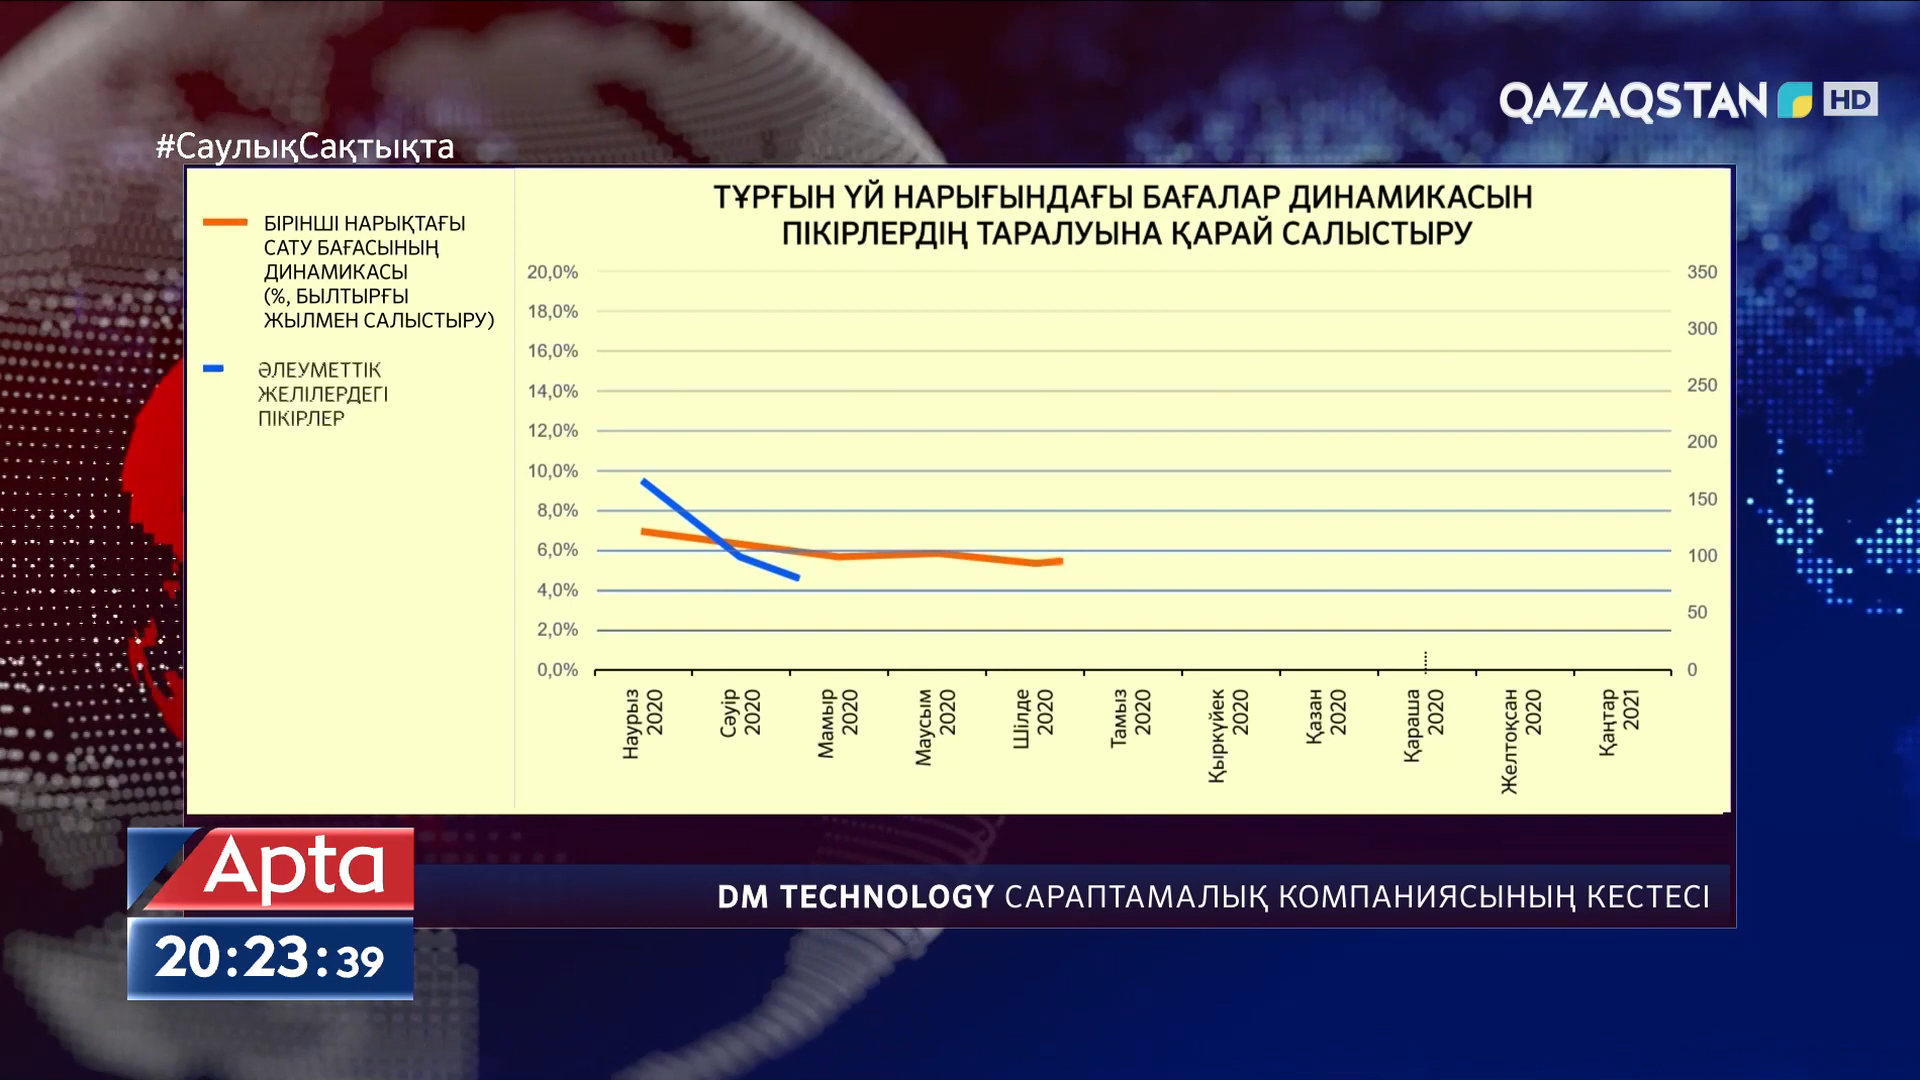 QAZAQSTAN HD
#СаулықСақтықта
ТҰРҒЫН ҮЙ НАРЫҒЫНДАҒЫ БАҒАЛАР ДИНАМИКАСЫН
ПІКІРЛЕРДІҢ ТАРАЛУЫНА ҚАРАЙ САЛЫСТЫРУ
БІРІНШІ НАРЫҚТАҒЫ
САТУ БАҒАСЫНЫҢ
ДИНАМИКАСЫ
(%, БЫЛТЫРҒЫ
ЖЫЛМЕН САЛЫСТЫРУ)
ӘЛЕУМЕТТІК
ЖЕЛІЛЕРДЕГІ
ПІКІРЛЕР
20,0%
18,0%
16,0%
14,0%
12,0%
10,0%
8,0%
6,0%
4,0%
2,0%
0,0%
350
300
250
200
150
100
50
0
Наурыз
2020
Сәуір
2020
Мамыр
2020
Маусым
2020
Шілде
2020
Тамыз
2020
Қыркүйек
2020
Қазан
2020
Қараша
2020
Желтоқсан
2020
Қаңтар
2021
Apta
DM TECHNOLOGY САРАПТАМАЛЫҚ КОМПАНИЯСЫНЫҢ КЕСТЕСІ
20:23:39